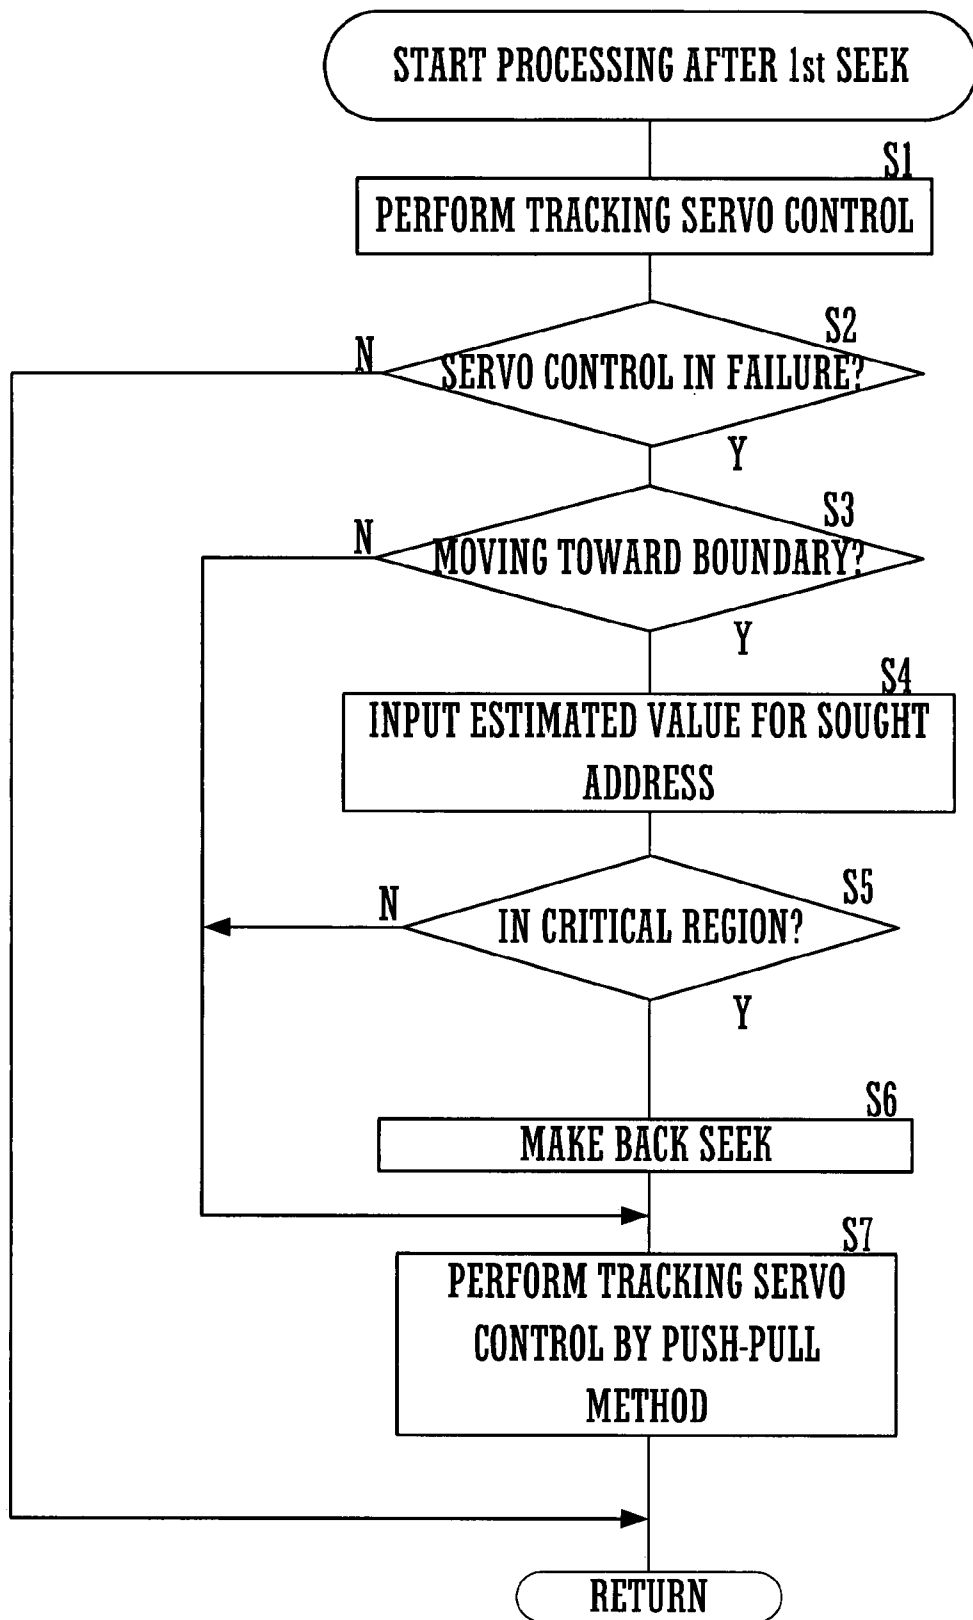 START PROCESSING AFTER 1st SEEK
S1
PERFORM TRACKING SERVO CONTROL
S2
N
SERVO CONTROL IN FAILURE?
Y
S3
N
MOVING TOWARD BOUNDARY?
Y
S4
INPUT ESTIMATED VALUE FOR SOUGHT
ADDRESS
S5
N
IN CRITICAL REGION?
Y
S6
MAKE BACK SEEK
S7
PERFORM TRACKING SERVO
CONTROL BY PUSH-PULL
METHOD
RETURN